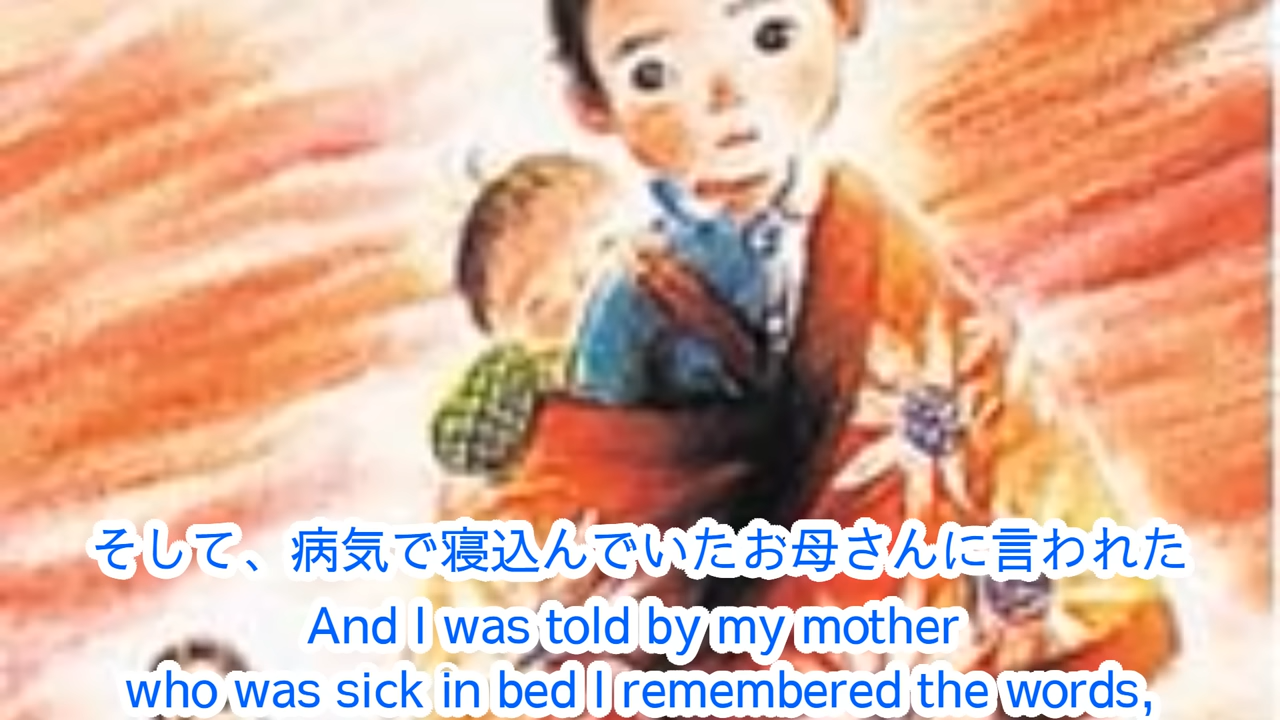 そして、病気で寝込んでいたお母さんに言われた
And I was told by my mother
who was sick in bed I remembered the words,